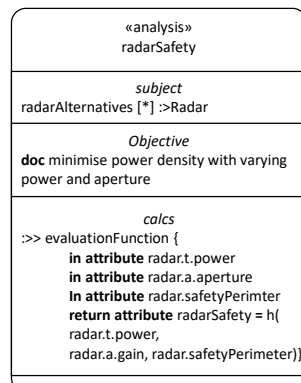 «analysis»
radarSafety
subject
radarAlternatives [*] :>Radar
Objective
doc minimise power density with varying
power and aperture
calcs
:>> evaluationFunction {
in attribute radar.t.power
in attribute radar.a.aperture
In attribute radar.safetyPerimter
return attribute radarSafety = h(
radar.t.power,
radar.a.gain, radar.safetyPerimeter)}